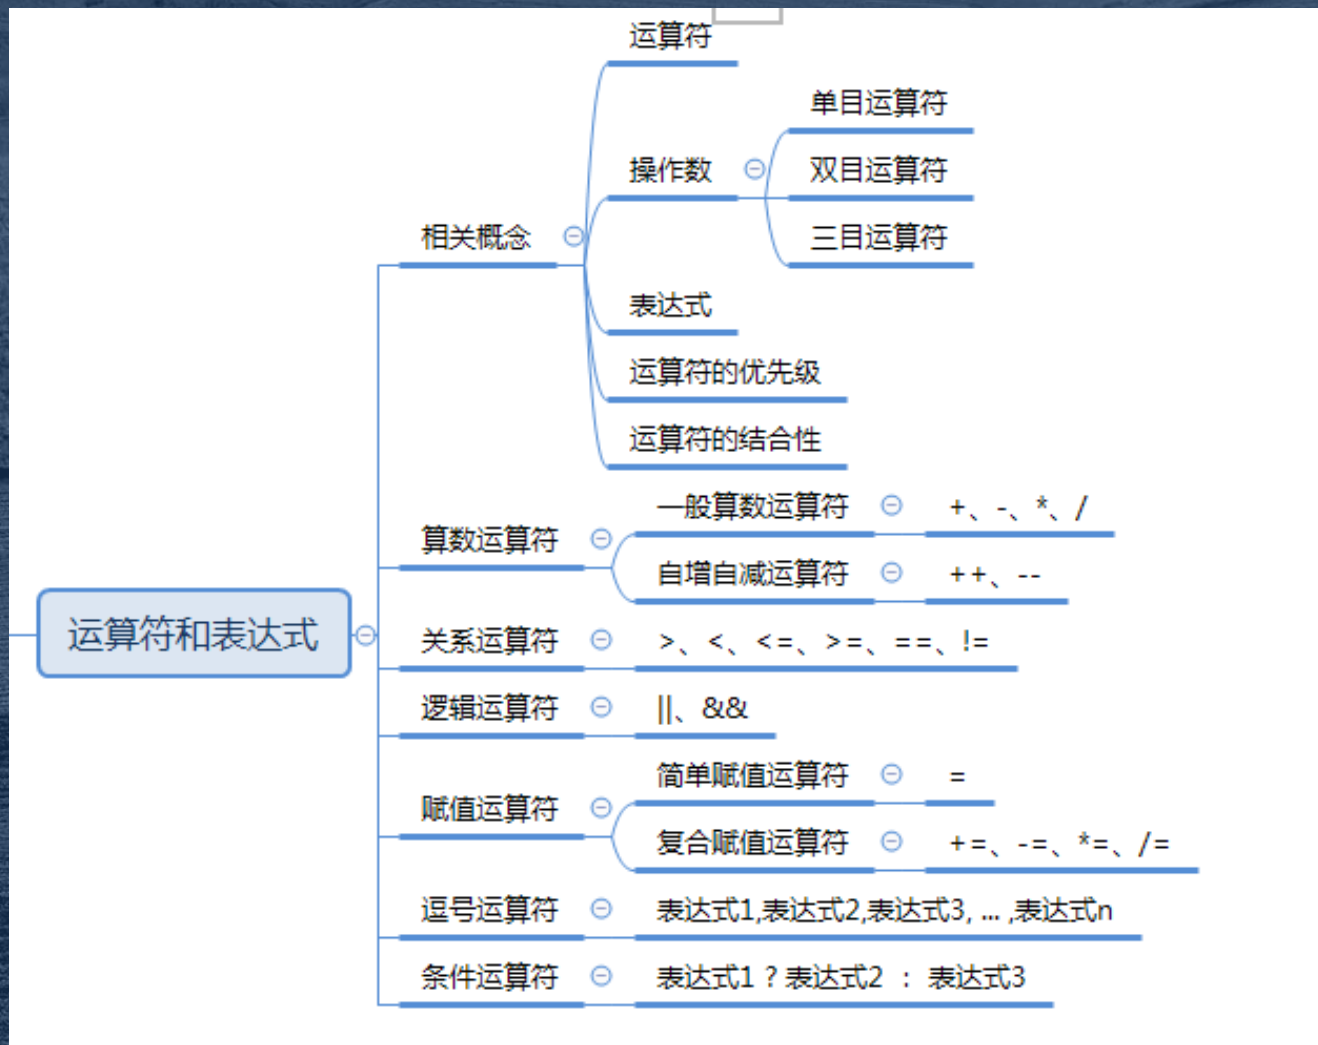 运算符
单目运算符
操作数
双目运算符
三目运算符
相关概念
表达式
运算符的优先级
运算符的结合性
一般算数运算符
+、-、*、/
算数运算符
自增自减运算符
++、--
运算符和表达式
关系运算符
>、<、<=、>=、==、!=
逻辑运算符
||、&&
简单赋值运算符
=
赋值运算符
复合赋值运算符
+=、-=、*=、/=
逗号运算符
表达式1,表达式2,表达式3, ... ,表达式n
条件运算符
表达式1 ? 表达式2 : 表达式3